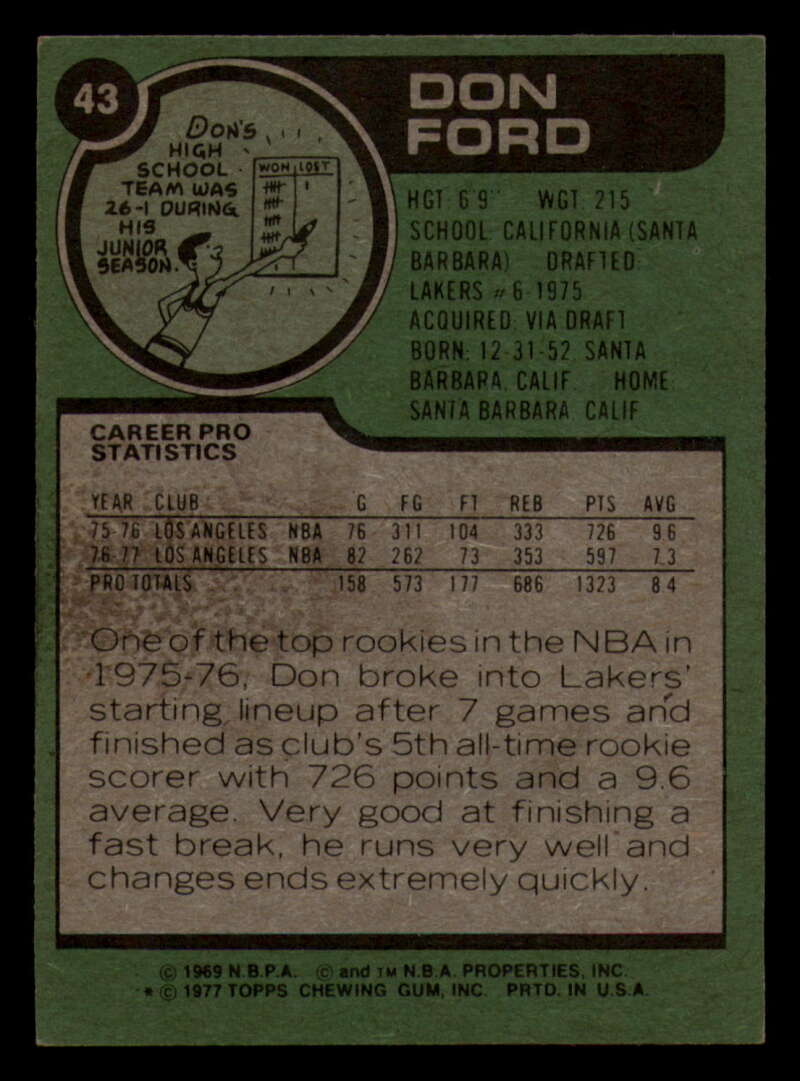 43
DON
FORD
DON'S
HIGH
SCHOOL
TEAM WAS
26-1 DURING
HIS
JUNIOR
SEASON.
WON LOST
HGT 6'9" WGT. 215
SCHOOL: CALIFORNIA (SANTA
BARBARA) DRAFTED:
LAKERS #6-1975
ACQUIRED: VIA DRAFT
BORN: 12-31-52, SANTA
BARBARA, CALIF. HOME:
SANTA BARBARA, CALIF.
CAREER PRO
STATISTICS
YEAR CLUB G FG FT REB PTS AVG
75-76 LOS ANGELES NBA 76 311 104 333 726 9.6
76-77 LOS ANGELES NBA 82 262 73 353 597 7.3
PRO TOTALS 158 573 177 686 1323 8.4
One of the top rookies in the NBA in
1975-76, Don broke into Lakers'
starting lineup after 7 games and
finished as club's 5th all-time rookie
scorer with 726 points and a 9.6
average. Very good at finishing a
fast break, he runs very well and
changes ends extremely quickly.
© 1969 N.B.P.A. © and TM N.B.A. PROPERTIES, INC.
* © 1977 TOPPS CHEWING GUM, INC. PRTD. IN U.S.A.